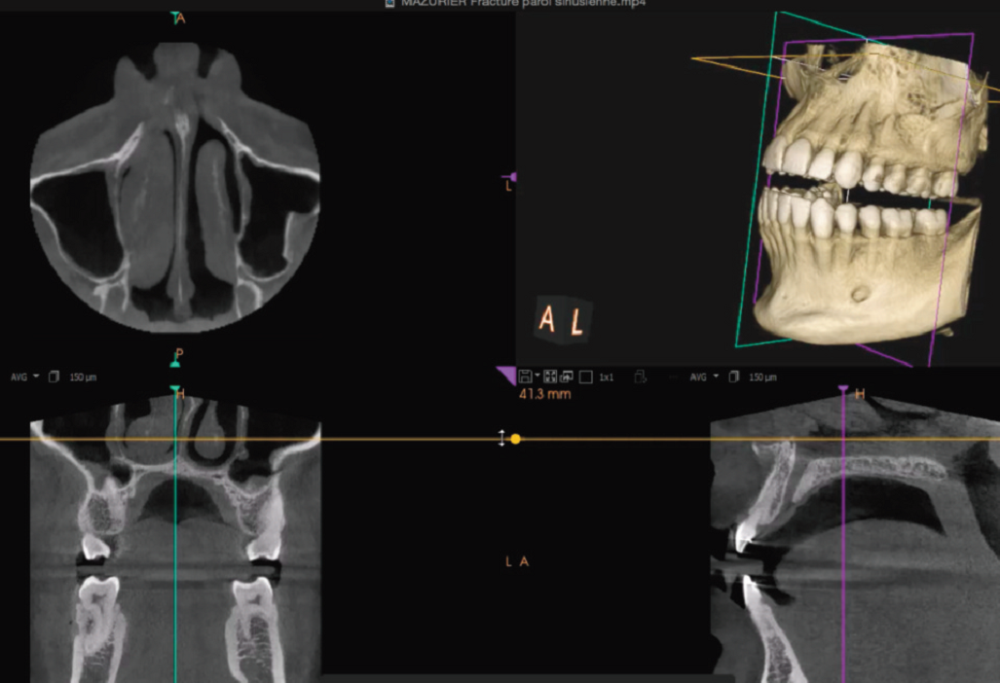 MAZURIER Fracture paroi sinusienne.mp4
A
L
A L
P
AVG 150 µm
1x1
AVG 150 µm
H
41.3 mm
H
L A